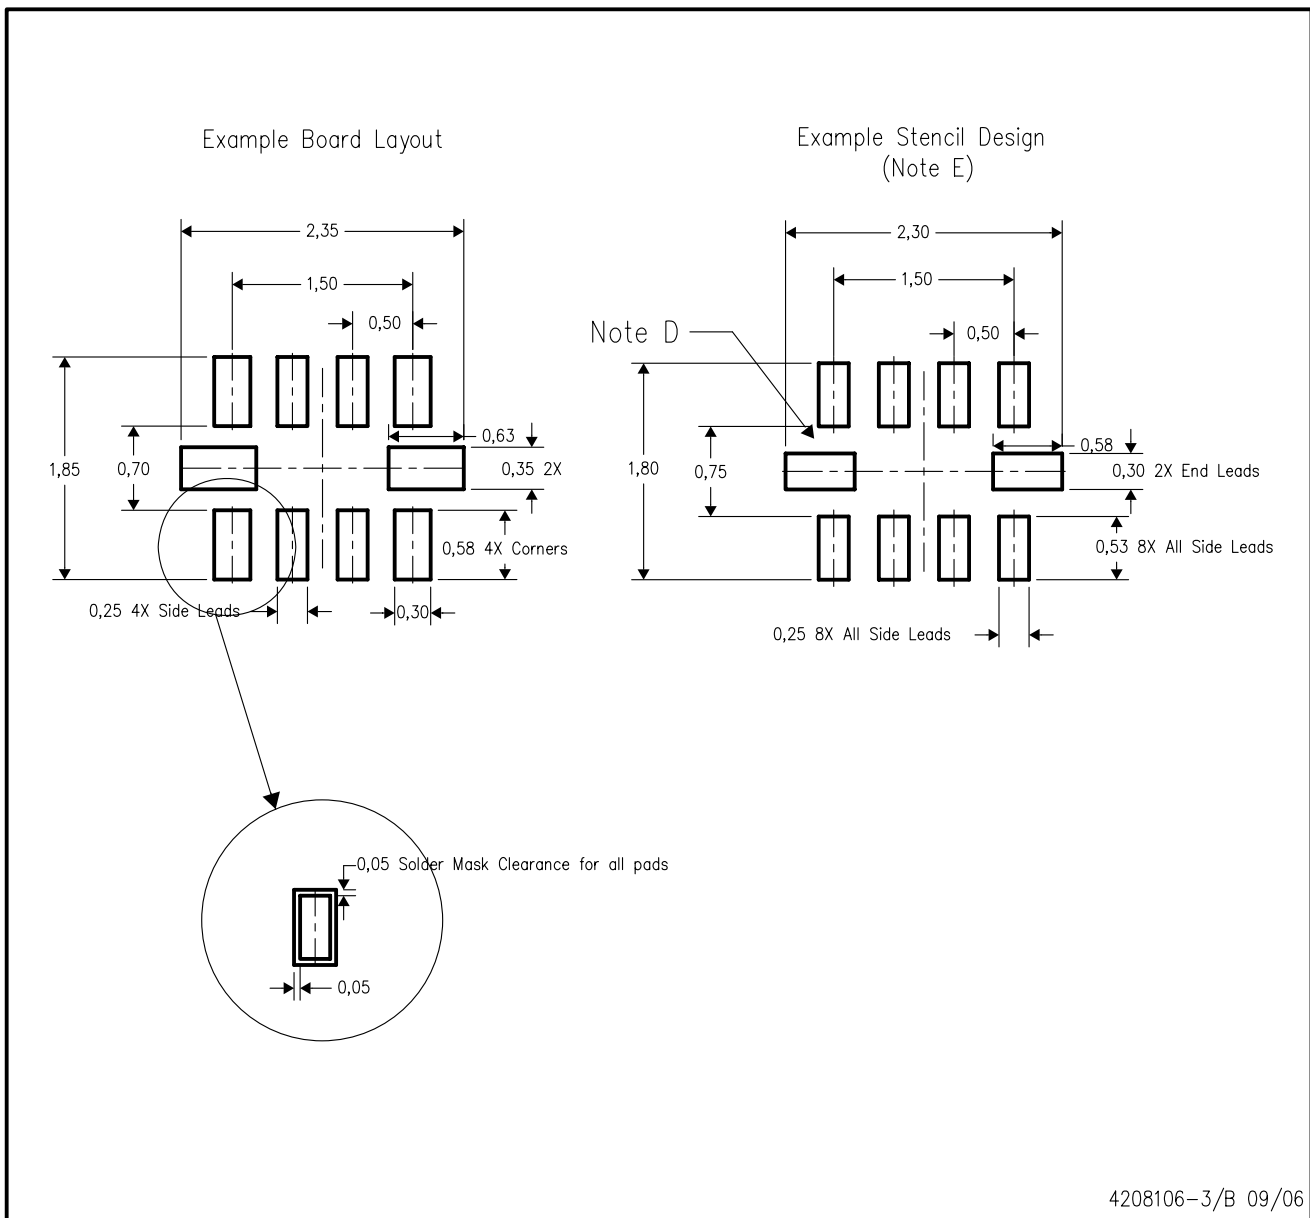 Example Board Layout
2,35
1,50
0,50
1,85
0,70
0,63
0,35 2X
0,58 4X Corners
0,25 4X Side Leads
0,30
0,05 Solder Mask Clearance for all pads
0,05
Example Stencil Design
(Note E)
2,30
1,50
0,50
Note D
1,80
0,75
0,58
0,30 2X End Leads
0,53 8X All Side Leads
0,25 8X All Side Leads
4208106-3/B 09/06